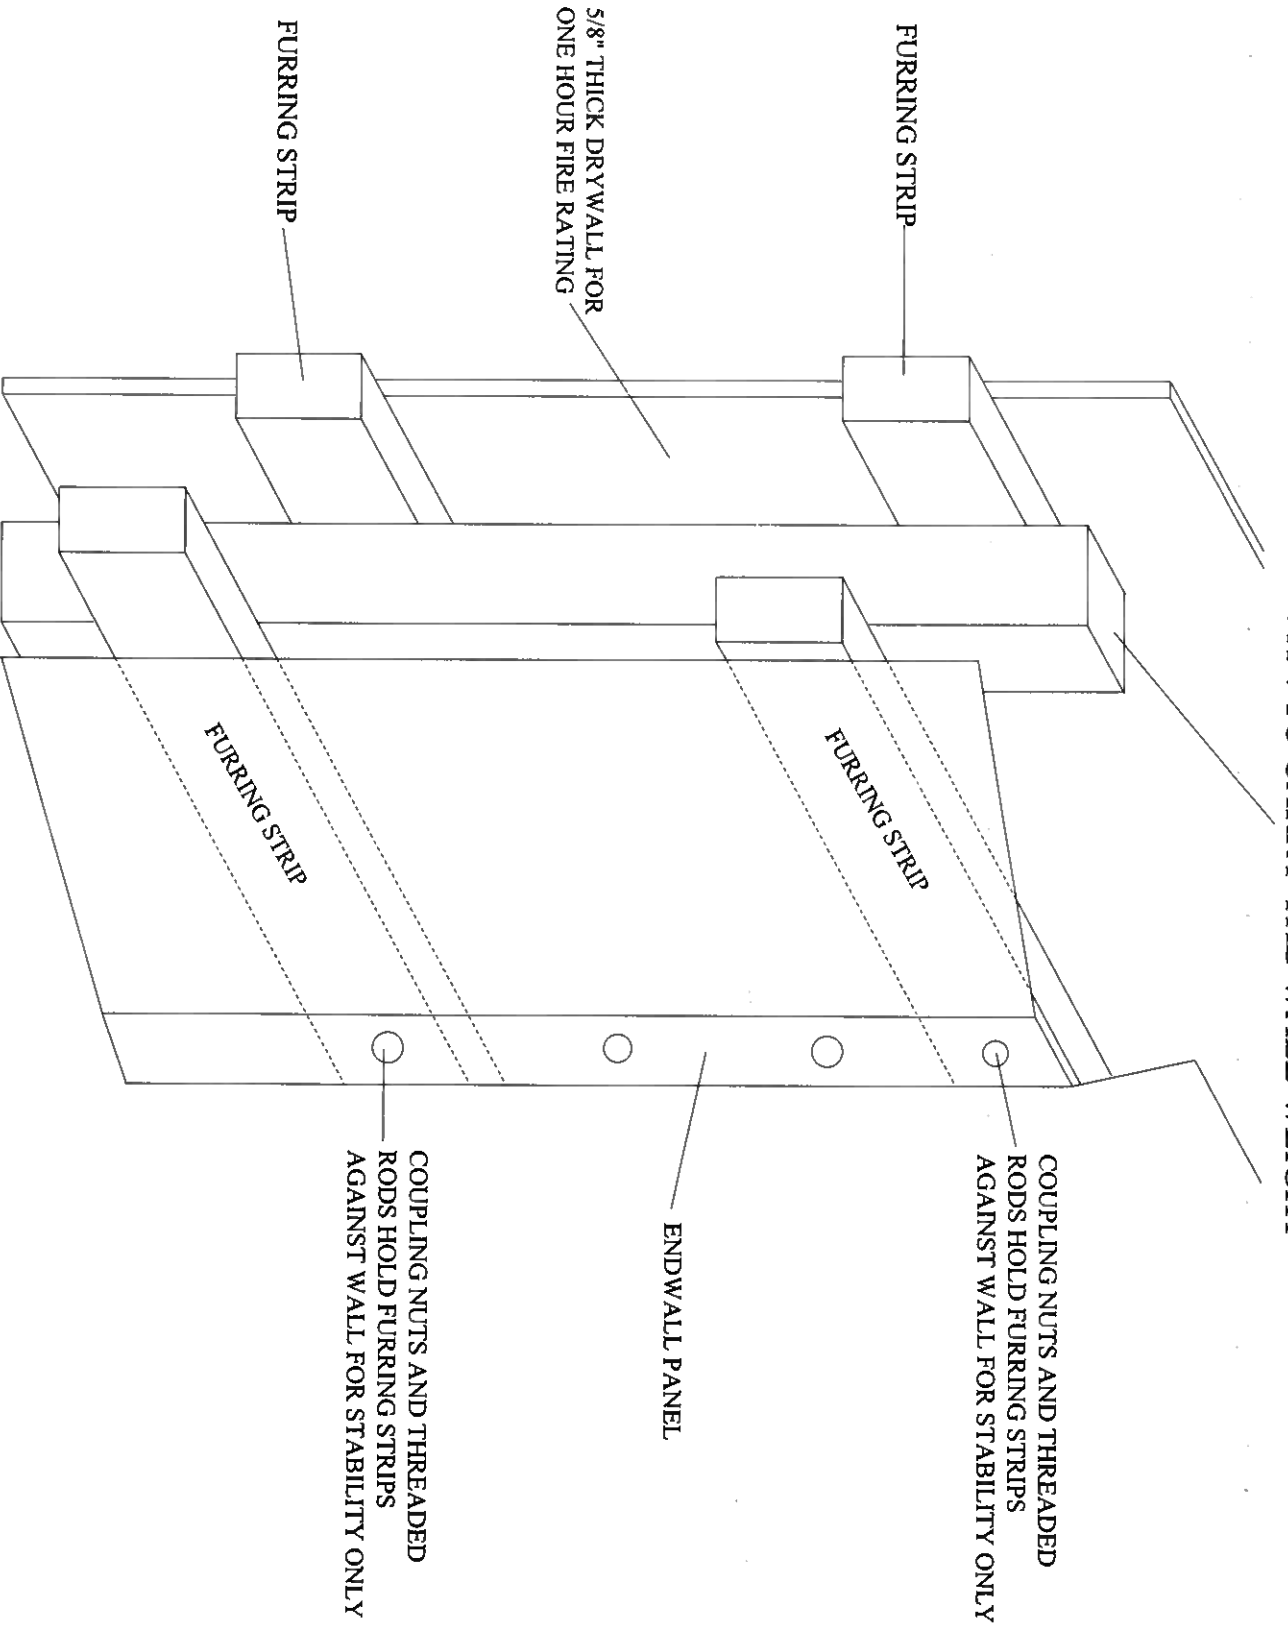 COUPLING NUTS AND THREADED
RODS HOLD FURRING STRIPS
AGAINST WALL FOR STABILITY ONLY
FURRING STRIP
FURRING STRIP
ENDWALL PANEL
5/8" THICK DRYWALL FOR
ONE HOUR FIRE RATING
COUPLING NUTS AND THREADED
RODS HOLD FURRING STRIPS
AGAINST WALL FOR STABILITY ONLY
FURRING STRIP
FURRING STRIP